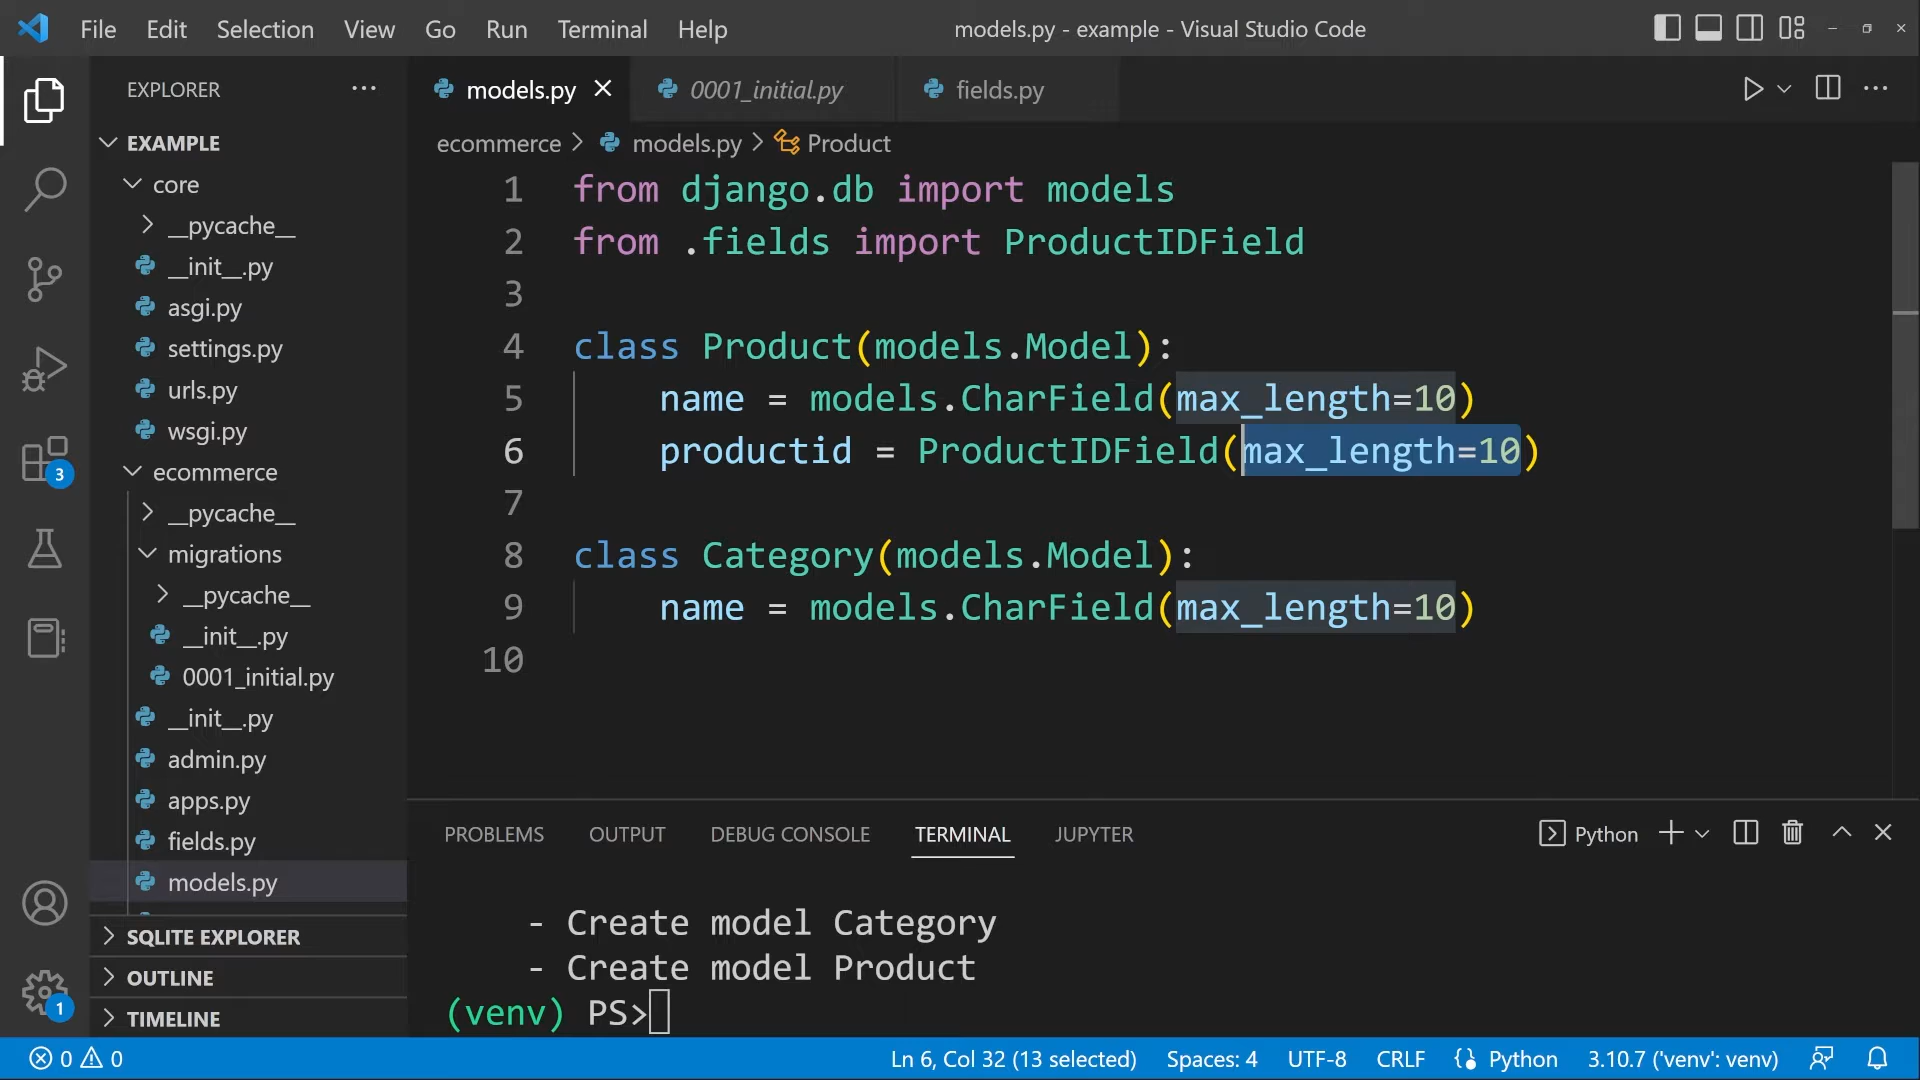 File Edit Selection View Go Run Terminal Help
models.py - example - Visual Studio Code
EXPLORER
EXAMPLE
core
__pycache__
__init__.py
asgi.py
settings.py
urls.py
wsgi.py
ecommerce
__pycache__
migrations
__pycache__
__init__.py
0001_initial.py
__init__.py
admin.py
apps.py
fields.py
models.py
SQLITE EXPLORER
OUTLINE
TIMELINE
3
1
models.py 0001_initial.py fields.py
ecommerce > models.py > Product
1 from django.db import models
2 from .fields import ProductIDField
3
4 class Product(models.Model):
5 name = models.CharField(max_length=10)
6 productid = ProductIDField(max_length=10)
7
8 class Category(models.Model):
9 name = models.CharField(max_length=10)
10
PROBLEMS OUTPUT DEBUG CONSOLE TERMINAL JUPYTER
Python
- Create model Category
- Create model Product
(venv) PS>
0 0 Ln 6, Col 32 (13 selected) Spaces: 4 UTF-8 CRLF Python 3.10.7 ('venv': venv)